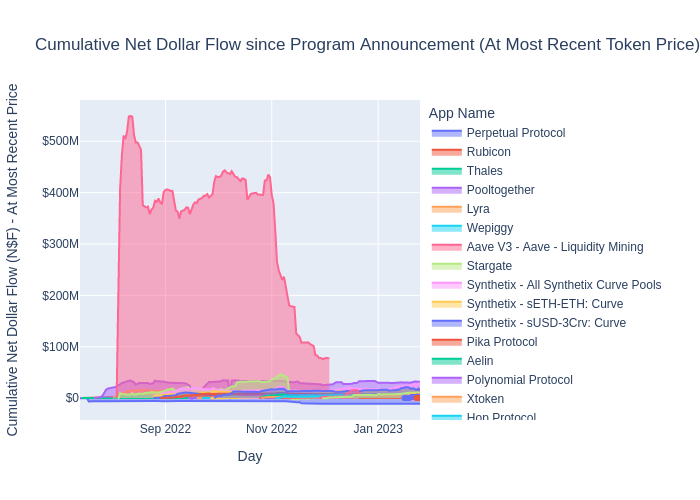 Cumulative Net Dollar Flow since Program Announcement (At Most Recent Token Price)
Cumulative Net Dollar Flow (N$F) - At Most Recent Price
$500M
$400M
$300M
$200M
$100M
$0
Sep 2022
Nov 2022
Jan 2023
Day
App Name
Perpetual Protocol
Rubicon
Thales
Pooltogether
Lyra
Wepiggy
Aave V3 - Aave - Liquidity Mining
Stargate
Synthetix - All Synthetix Curve Pools
Synthetix - sETH-ETH: Curve
Synthetix - sUSD-3Crv: Curve
Pika Protocol
Aelin
Polynomial Protocol
Xtoken
Hop Protocol